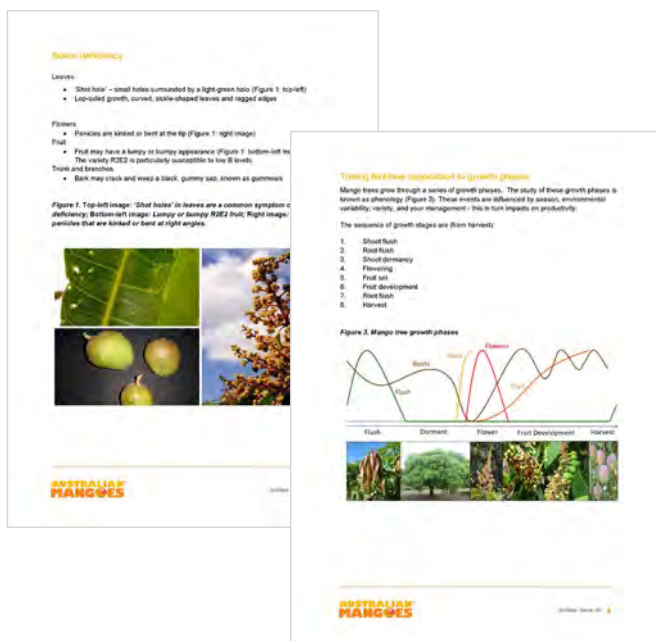 Boron deficiency
Leaves
• 'Shot hole' – small holes surrounded by a light-green halo (Figure 1: top-left)
• Lop-sided growth, curved, sickle-shaped leaves and ragged edges
Flowers
• Panicles are kinked or bent at the tip (Figure 1: right image)
Fruit
• Fruit may have a lumpy or bumpy appearance (Figure 1: bottom-left
The variety R2E2 is particularly susceptible to low B levels.
Trunk and branches
• Bark may crack and weep a black, gummy sap, known as gummosis
Figure 1. Top-left image: 'Shot holes' in leaves are a common symptom
deficiency; Bottom-left image: Lumpy or bumpy R2E2 fruit; Right image:
panicles that are kinked or bent at right angles.
AUSTRALIAN
MANGOES
Timing fertiliser application to growth phases
Mango trees grow through a series of growth phases. The study of these growth phases is
known as phenology (Figure 3). These events are influenced by season, environmental
variability, variety, and your management - this in turn impacts on productivity.
The sequence of growth stages are (from harvest):
1. Shoot flush
2. Root flush
3. Shoot dormancy
4. Flowering
5. Fruit set
6. Fruit development
7. Root flush
8. Harvest
Figure 3. Mango tree growth phases
Flowers
Roots
Fruit
Flush
Flush Dormant Flower Fruit Development Harvest
AUSTRALIAN
MANGOES